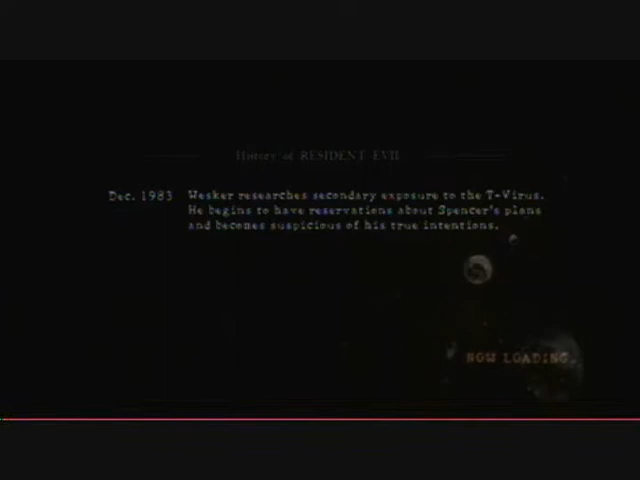 History of RESIDENT EVIL
Dec. 1983 Wesker researches secondary exposure to the T-Virus.
He begins to have reservations about Spencer's plans
and becomes suspicious of his true intentions.
NOW LOADING